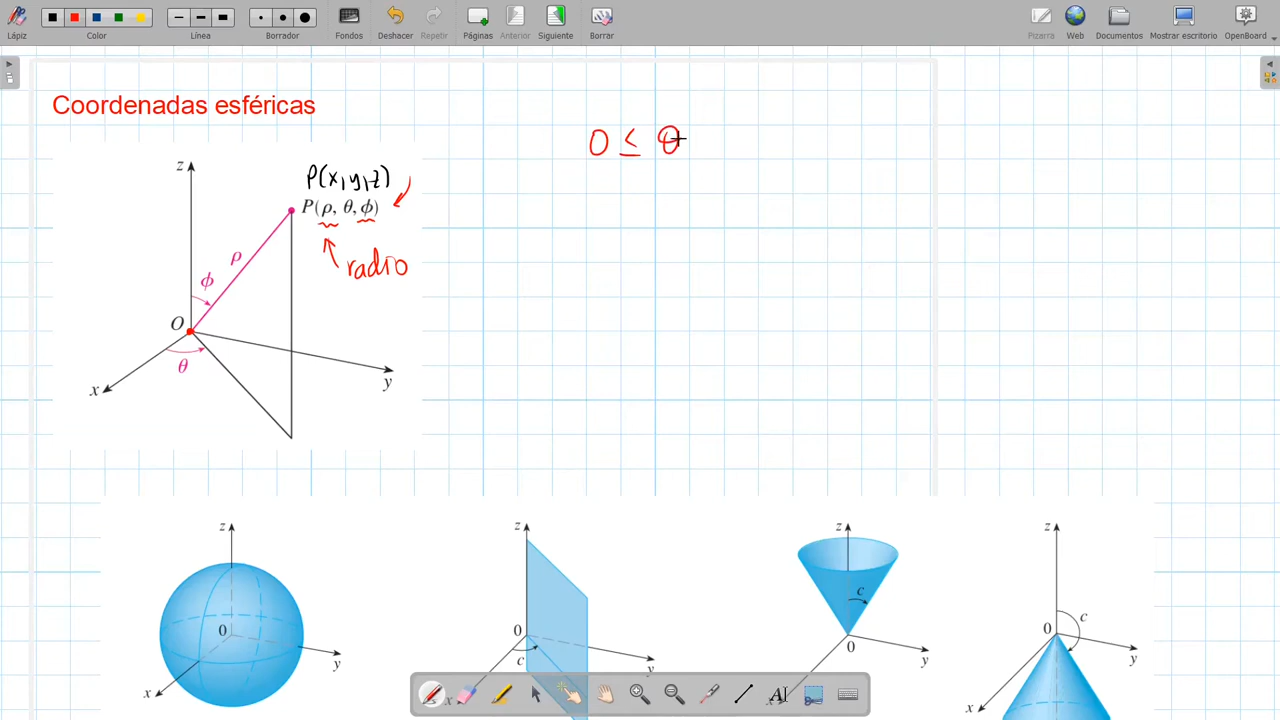 Lápiz
Color
Línea
Borrador
Fondos
Deshacer
Repetir
Páginas
Anterior
Siguiente
Borrar
Pizarra
Web
Documentos
Mostrar escritorio
OpenBoard
Coordenadas esféricas
0 ≤ θ
z
P(x,y,z)
P(ρ, θ, ϕ)
ρ
radio
ϕ
O
θ
x
y
z
0
y
x
z
0
c
y
x
z
c
0
y
x
z
c
0
y
x